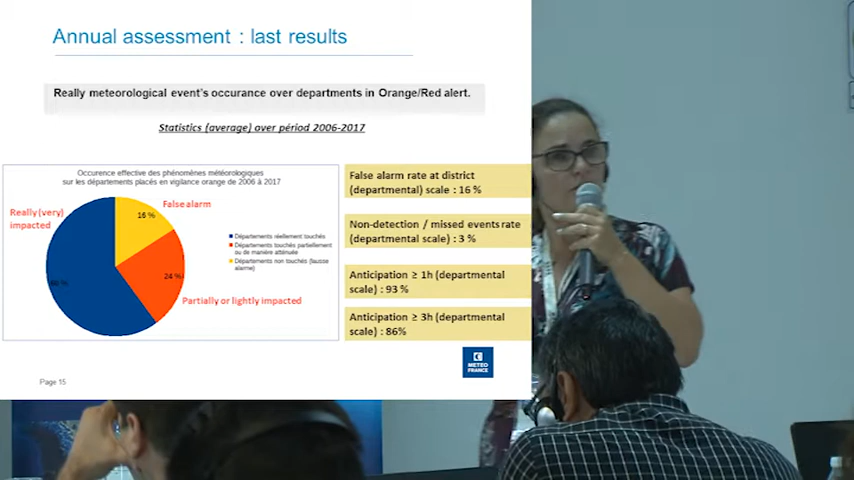 Annual assessment : last results
Really meteorological event's occurance over departments in Orange/Red alert.
Statistics (average) over périod 2006-2017
Occurence effective des phénomènes météorologiques
sur les départements placés en vigilance orange de 2006 à 2017
Really (very)
impacted
False alarm
16 %
24 %
Partially or lightly impacted
Départements réellement touchés
Départements touchés partiellement
ou de manière atténuée
Départements non touchés (fausse
alarme)
False alarm rate at district
(departmental) scale : 16 %
Non-detection / missed events rate
(departmental scale) : 3 %
Anticipation ≥ 1h (departmental
scale) : 93 %
Anticipation ≥ 3h (departmental
scale) : 86%
METEO
FRANCE
Page 15